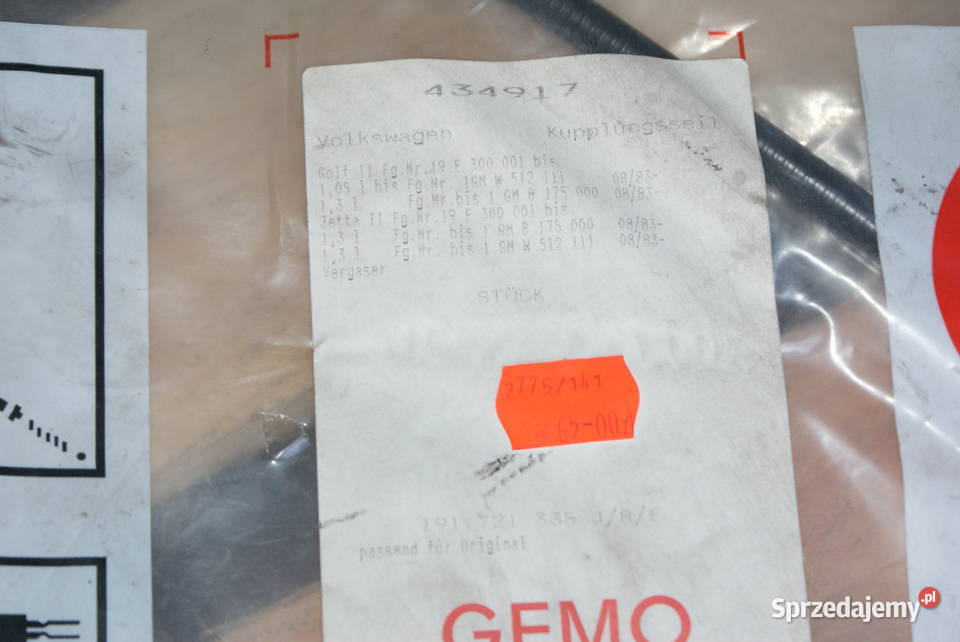 434917
Volkswagen Kupplungsseil
Golf II Fg.Nr.19 E 300 001 bis
1,05 l bis Fg.Nr. 1GM W 512 111 08/83-
1,3 l Fg.Nr.bis 1 GM R 175 000 08/83-
Jetta II Fg.Nr.19 E 300 001 bis
1,3 l Fg.Nr. bis 1 GM R 175 000 08/83-
1,3 l Fg.Nr. bis 1 GM W 512 111 08/83-
Vergaser
STÜCK
2775/141
64-00zł
191 721 335 J/R/E
passend für Original
GEMO
Sprzedajemy.pl